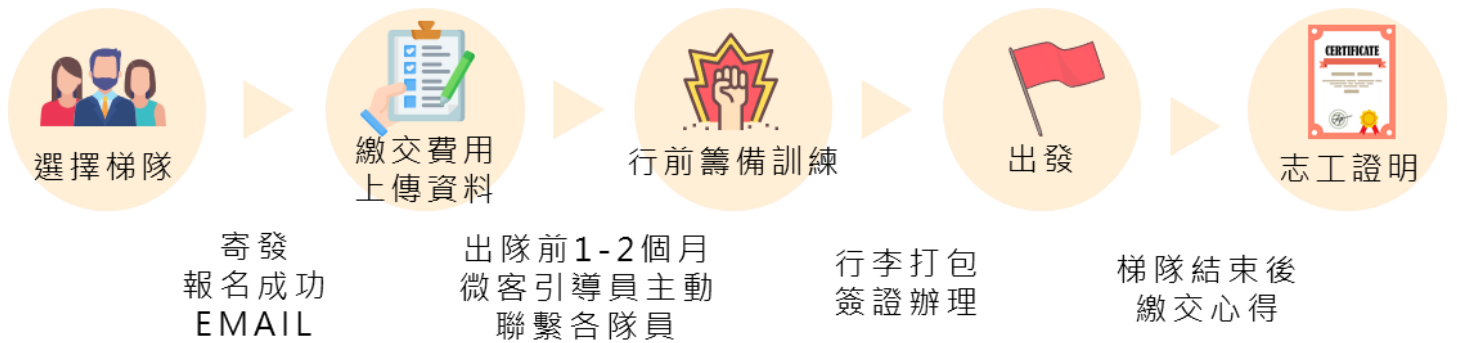 CERTIFICATE
選擇梯隊
繳交費用
上傳資料
行前籌備訓練
出發
志工證明
寄發
報名成功
EMAIL
出隊前1-2個月
微客引導員主動
聯繫各隊員
行李打包
簽證辦理
梯隊結束後
繳交心得